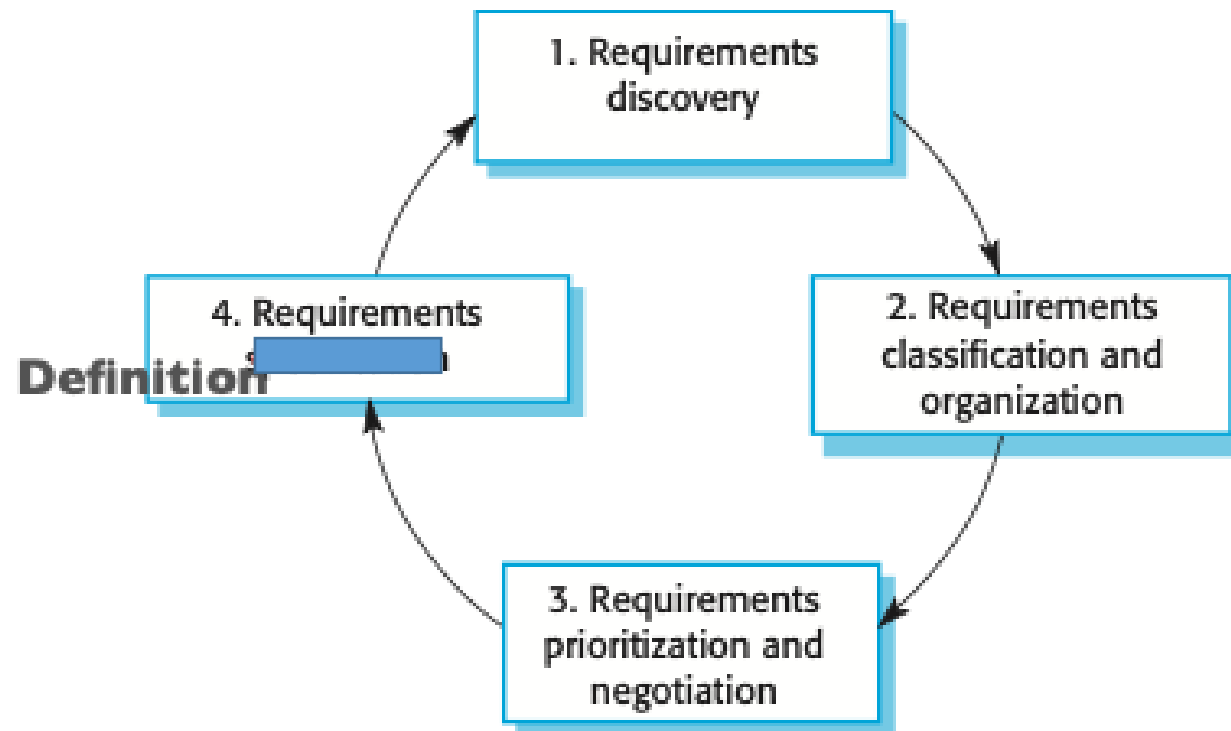 1. Requirements
discovery
2. Requirements
classification and
organization
3. Requirements
prioritization and
negotiation
4. Requirements
Definition